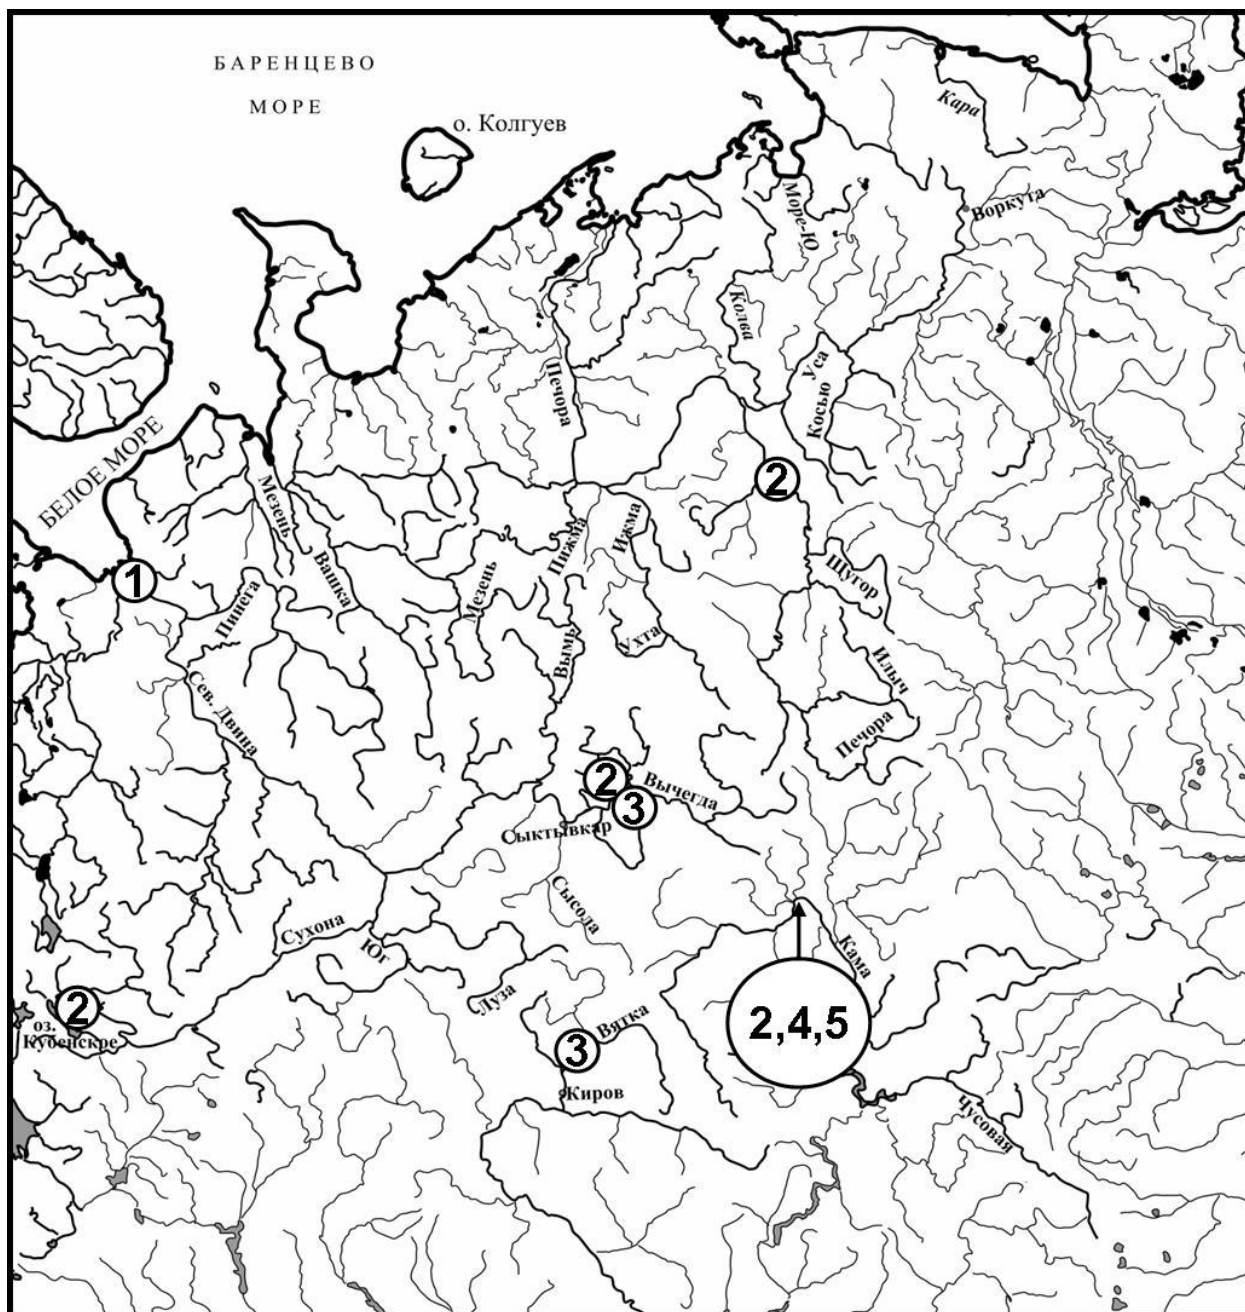 БАРЕНЦЕВО
МОРЕ
о. Колгуев
Кара
Воркута
Море-Ю
Колва
Печора
Уса
Косью
БЕЛОЕ МОРЕ
2
Мезень
Вашка
Пижма
Ижма
1
Пинега
Мезень
Щугор
Вымь
Ухта
Илыч
Сев. Двина
Печора
2
Вычегда
3
Сыктывкар
Сысола
Сухона
Юг
Кама
Луза
2
оз.
Кубенскре
Вятка
3
2,4,5
Киров
Чусовая